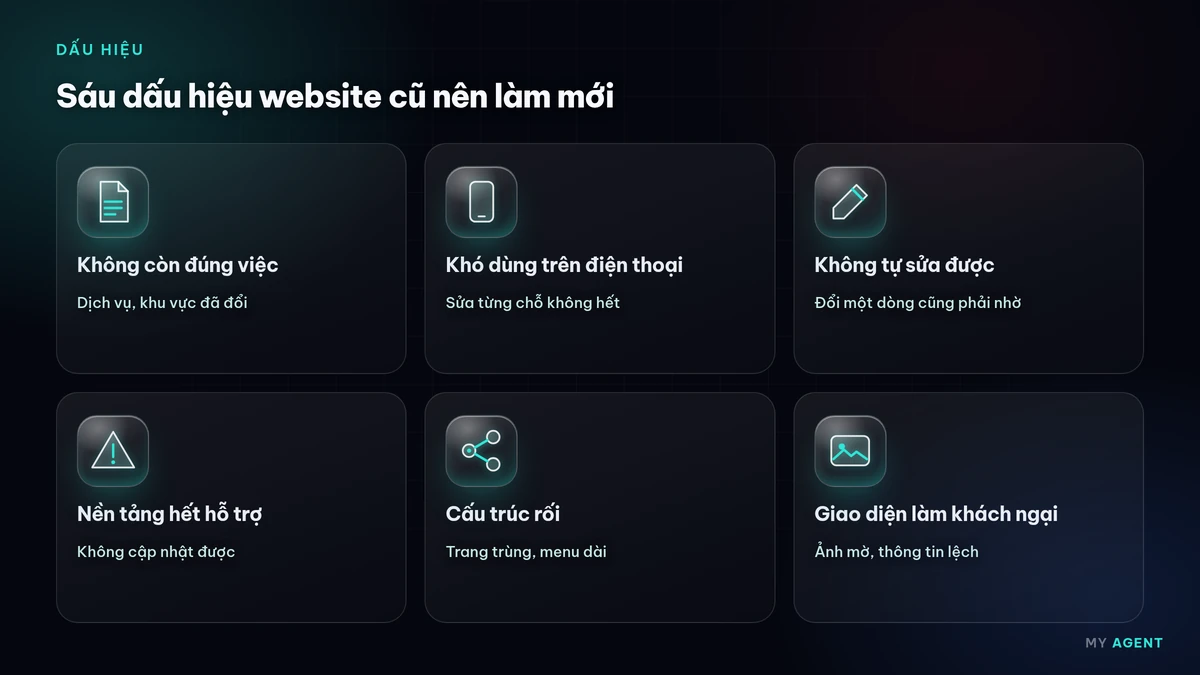 DẤU HIỆU
Sáu dấu hiệu website cũ nên làm mới
Không còn đúng việc
Dịch vụ, khu vực đã đổi
Khó dùng trên điện thoại
Sửa từng chỗ không hết
Không tự sửa được
Đổi một dòng cũng phải nhờ
Nền tảng hết hỗ trợ
Không cập nhật được
Cấu trúc rối
Trang trùng, menu dài
Giao diện làm khách ngại
Ảnh mờ, thông tin lệch
MY AGENT